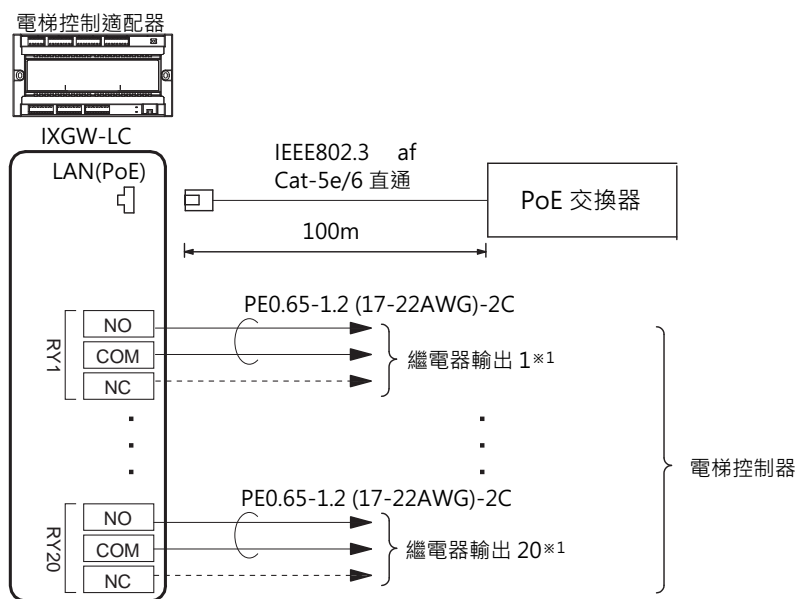 電梯控制適配器
IXGW-LC
LAN(PoE)
IEEE802.3 af
Cat-5e/6 直通
PoE 交換器
100m
PE0.65-1.2 (17-22AWG)-2C
RY1
NO
COM
NC
繼電器輸出 1※1
電梯控制器
PE0.65-1.2 (17-22AWG)-2C
RY20
NO
COM
NC
繼電器輸出 20※1